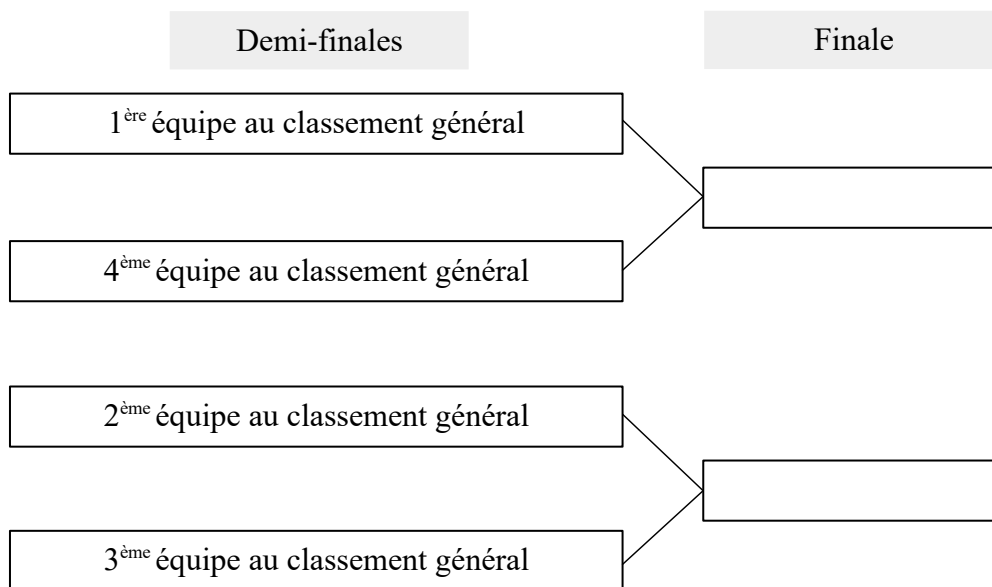 Demi-finales
Finale
1ère équipe au classement général
4ème équipe au classement général
2ème équipe au classement général
3ème équipe au classement général